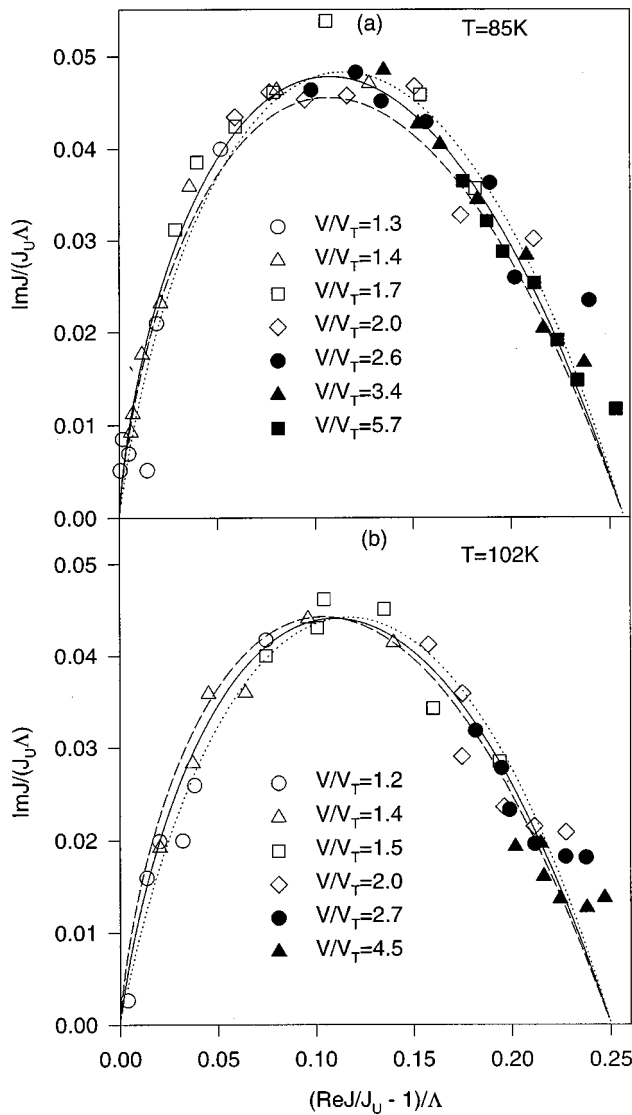 (a)
T=85K
0.05
0.04
0.03
0.02
0.01
0.00
ImJ/(J_UΛ)
V/V_T=1.3
V/V_T=1.4
V/V_T=1.7
V/V_T=2.0
V/V_T=2.6
V/V_T=3.4
V/V_T=5.7
(b)
T=102K
0.05
0.04
0.03
0.02
0.01
0.00
ImJ/(J_UΛ)
V/V_T=1.2
V/V_T=1.4
V/V_T=1.5
V/V_T=2.0
V/V_T=2.7
V/V_T=4.5
0.00 0.05 0.10 0.15 0.20 0.25
(ReJ/J_U - 1)/Λ